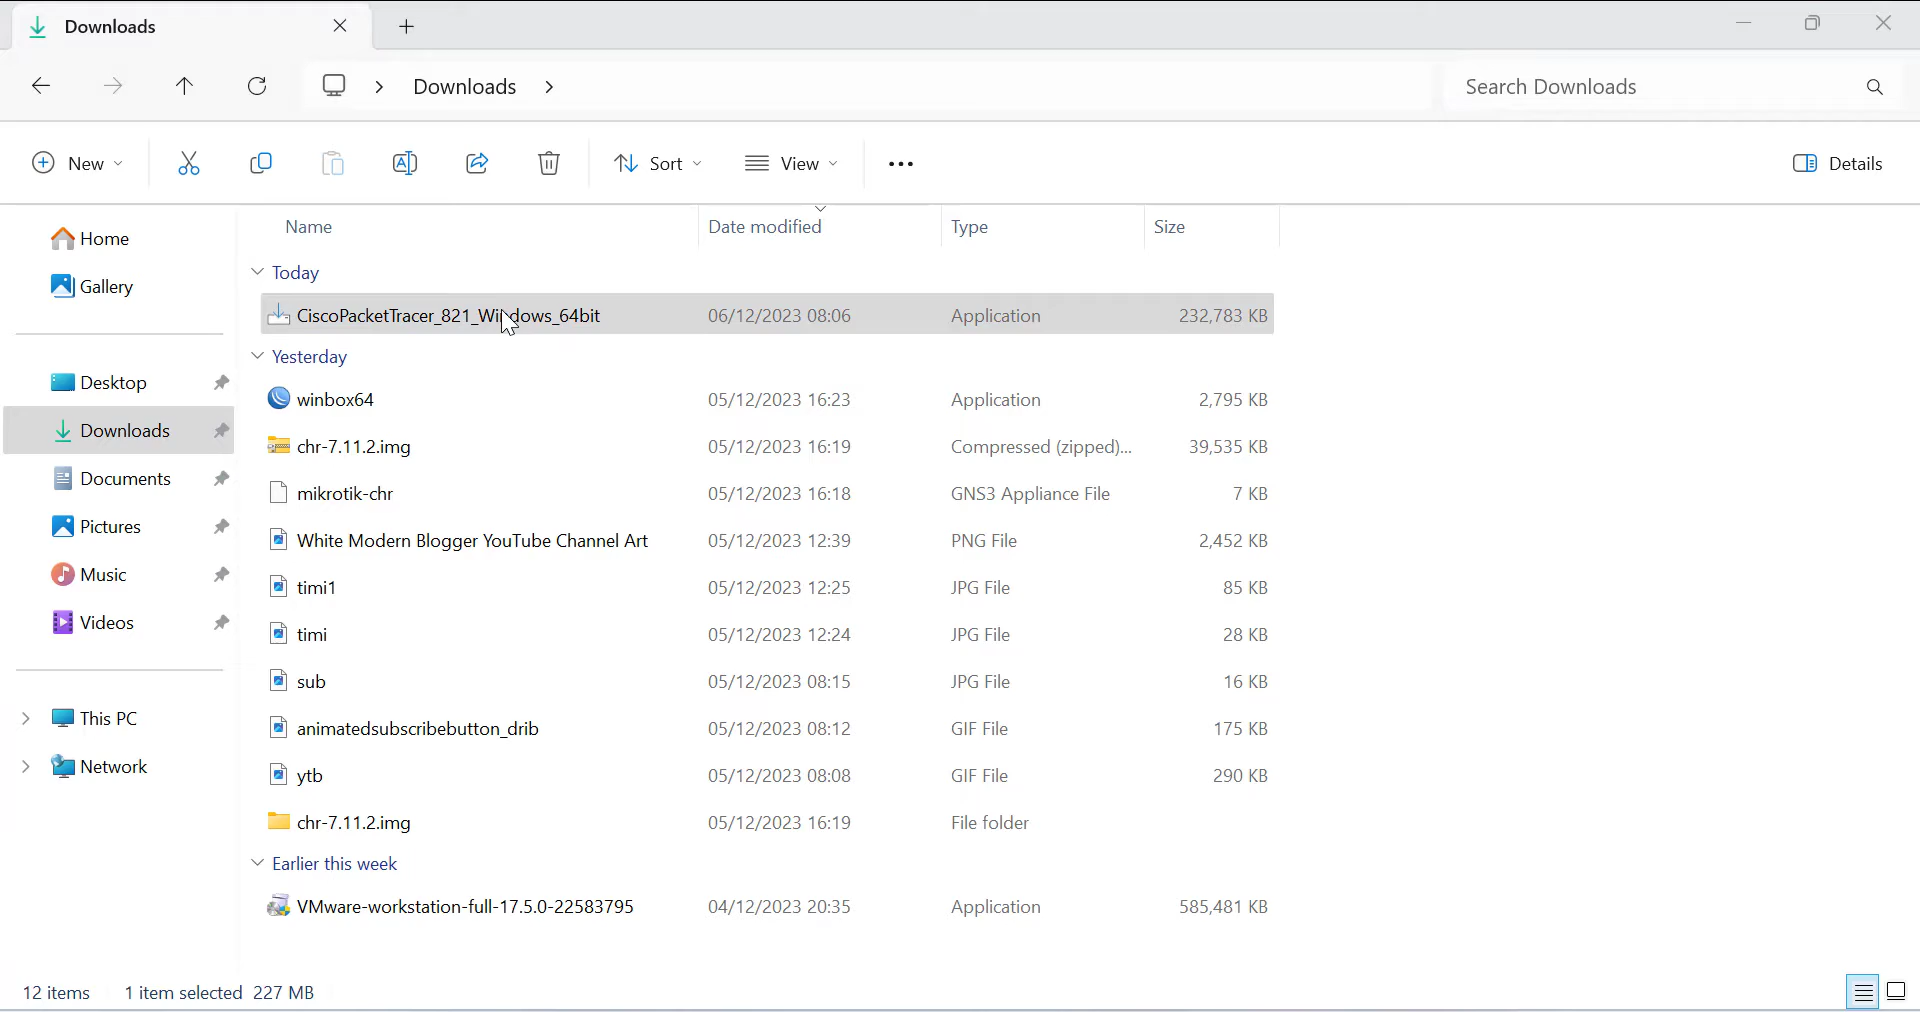 Downloads
Downloads
Search Downloads
New
Sort
View
Details
Name Date modified Type Size
Home
Gallery
Desktop
Downloads
Documents
Pictures
Music
Videos
This PC
Network
Today
CiscoPacketTracer_821_Windows_64bit 06/12/2023 08:06 Application 232,783 KB
Yesterday
winbox64 05/12/2023 16:23 Application 2,795 KB
chr-7.11.2.img 05/12/2023 16:19 Compressed (zipped)... 39,535 KB
mikrotik-chr 05/12/2023 16:18 GNS3 Appliance File 7 KB
White Modern Blogger YouTube Channel Art 05/12/2023 12:39 PNG File 2,452 KB
timi1 05/12/2023 12:25 JPG File 85 KB
timi 05/12/2023 12:24 JPG File 28 KB
sub 05/12/2023 08:15 JPG File 16 KB
animatedsubscribebutton_drib 05/12/2023 08:12 GIF File 175 KB
ytb 05/12/2023 08:08 GIF File 290 KB
chr-7.11.2.img 05/12/2023 16:19 File folder
Earlier this week
VMware-workstation-full-17.5.0-22583795 04/12/2023 20:35 Application 585,481 KB
12 items 1 item selected 227 MB